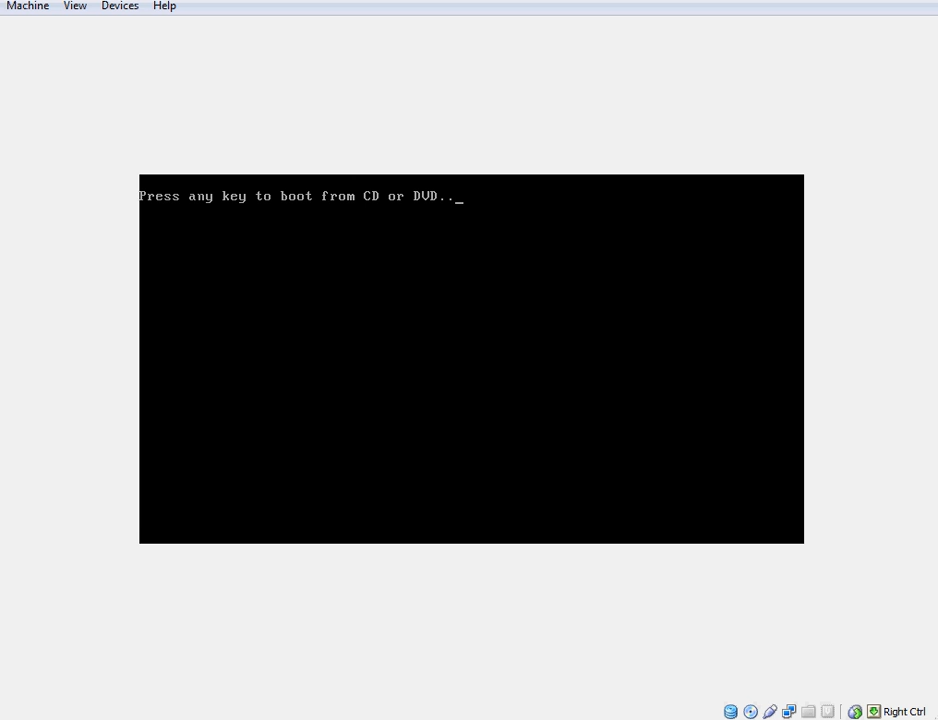 Machine View Devices Help
Press any key to boot from CD or DVD.._
Right Ctrl